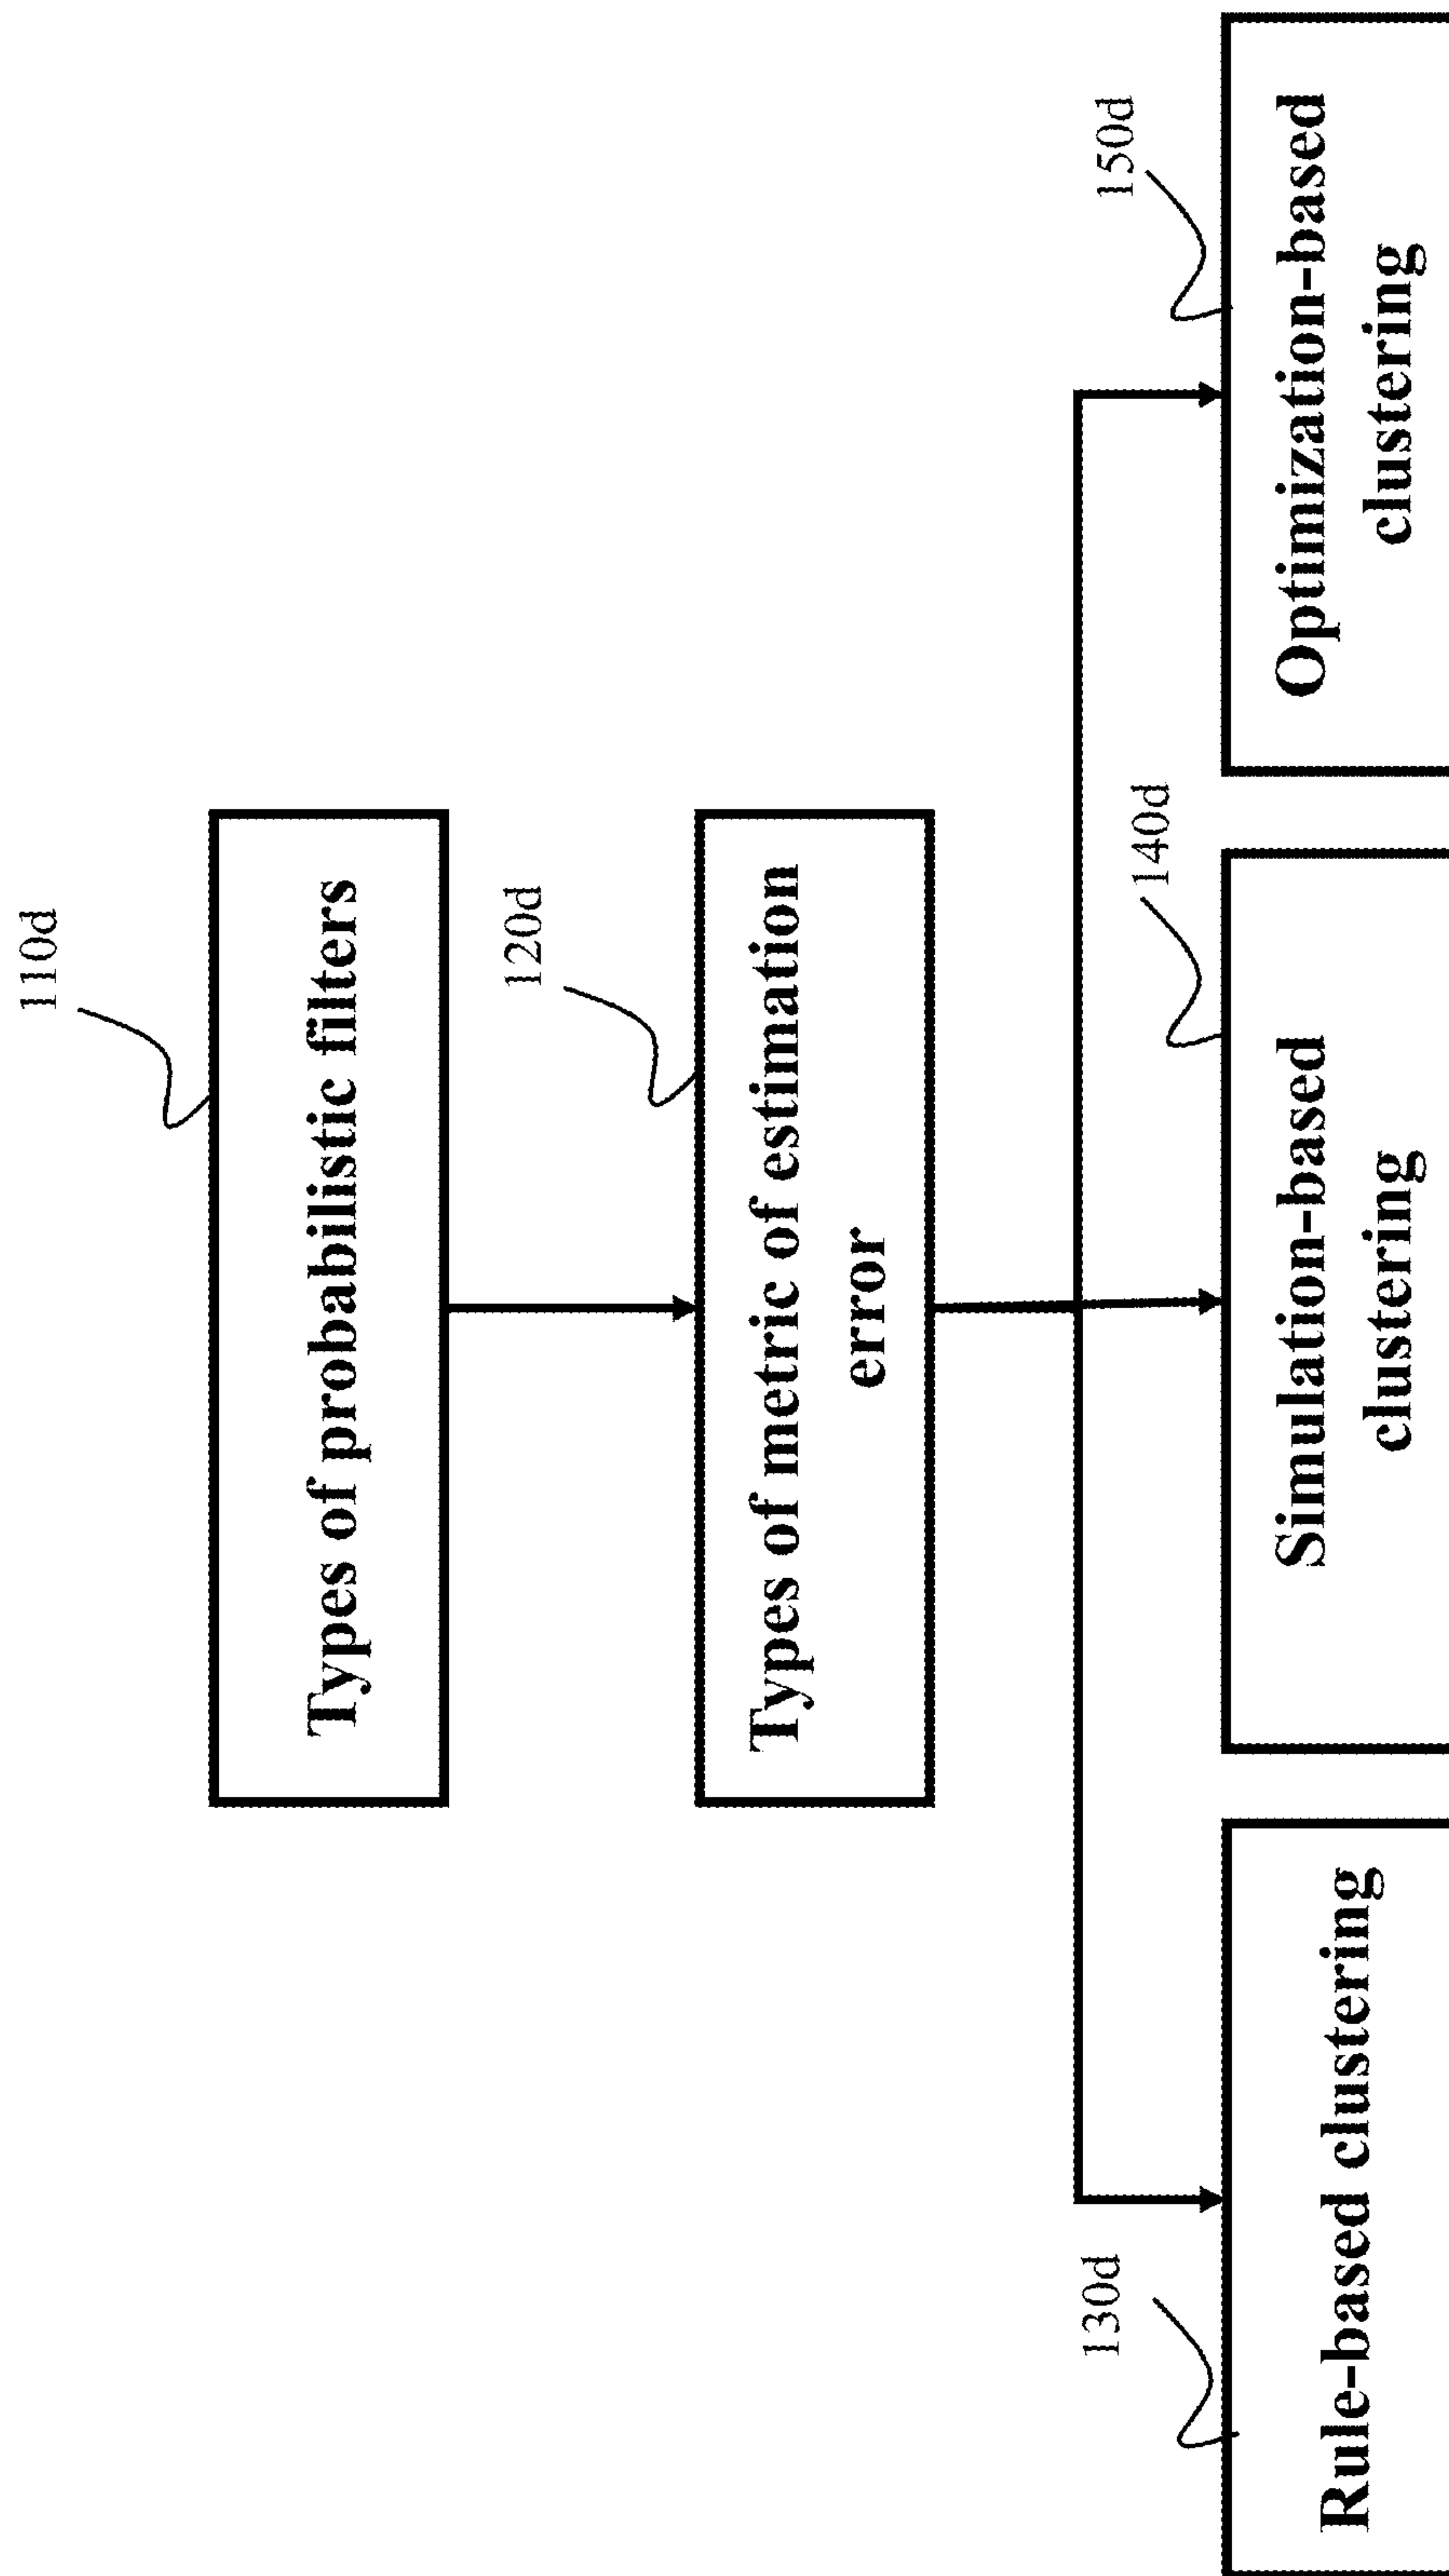 110d
Types of probabilistic filters
120d
Types of metric of estimation
error
130d
140d
150d
Rule-based clustering
Simulation-based
clustering
Optimization-based
clustering